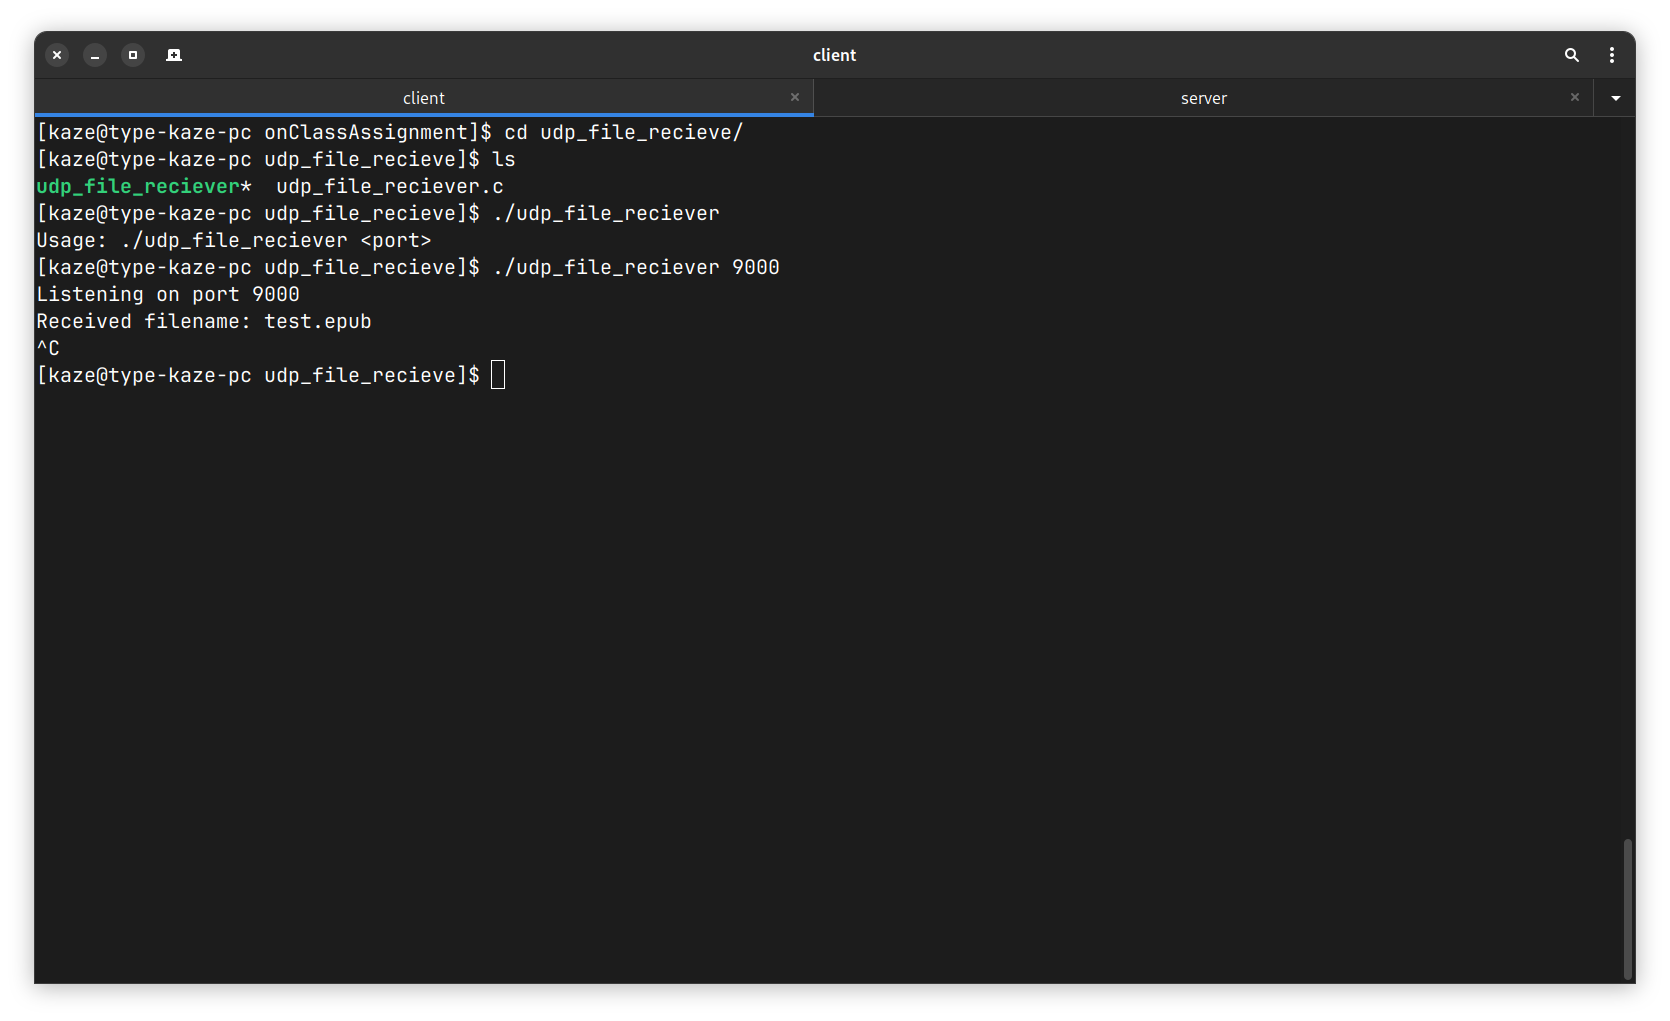 client
client
server
[kaze@type-kaze-pc onClassAssignment]$ cd udp_file_recieve/
[kaze@type-kaze-pc udp_file_recieve]$ ls
udp_file_reciever*  udp_file_reciever.c
[kaze@type-kaze-pc udp_file_recieve]$ ./udp_file_reciever
Usage: ./udp_file_reciever <port>
[kaze@type-kaze-pc udp_file_recieve]$ ./udp_file_reciever 9000
Listening on port 9000
Received filename: test.epub
^C
[kaze@type-kaze-pc udp_file_recieve]$